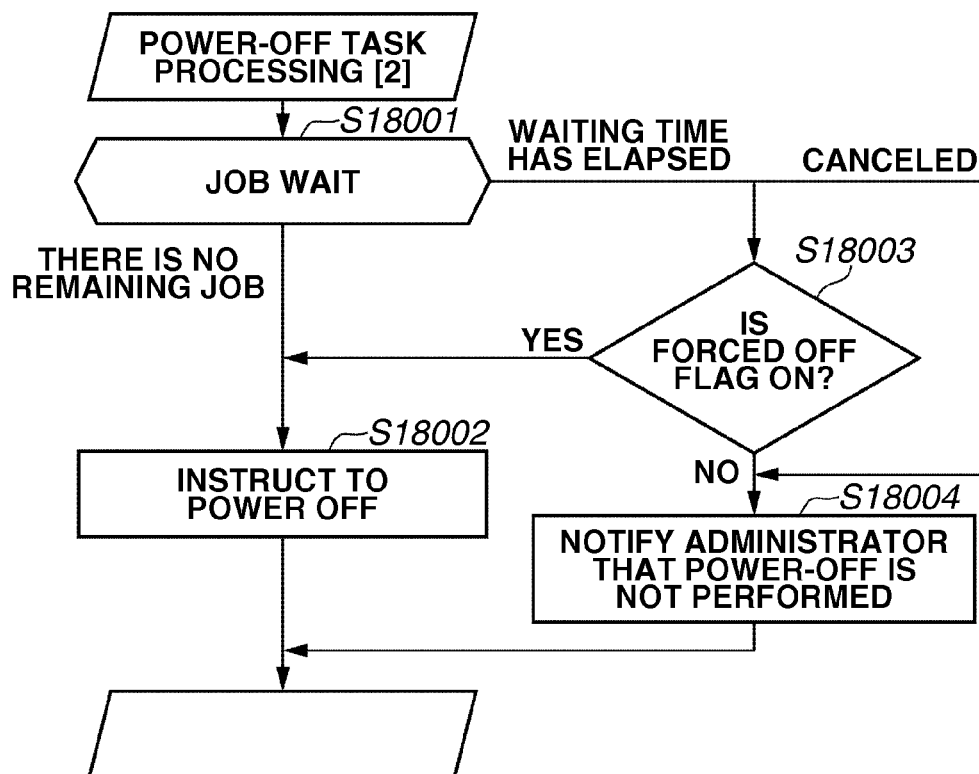 POWER-OFF TASK
PROCESSING [2]
S18001
JOB WAIT
WAITING TIME
HAS ELAPSED
CANCELED
THERE IS NO
REMAINING JOB
S18003
IS
FORCED OFF
FLAG ON?
YES
S18002
INSTRUCT TO
POWER OFF
NO
S18004
NOTIFY ADMINISTRATOR
THAT POWER-OFF IS
NOT PERFORMED